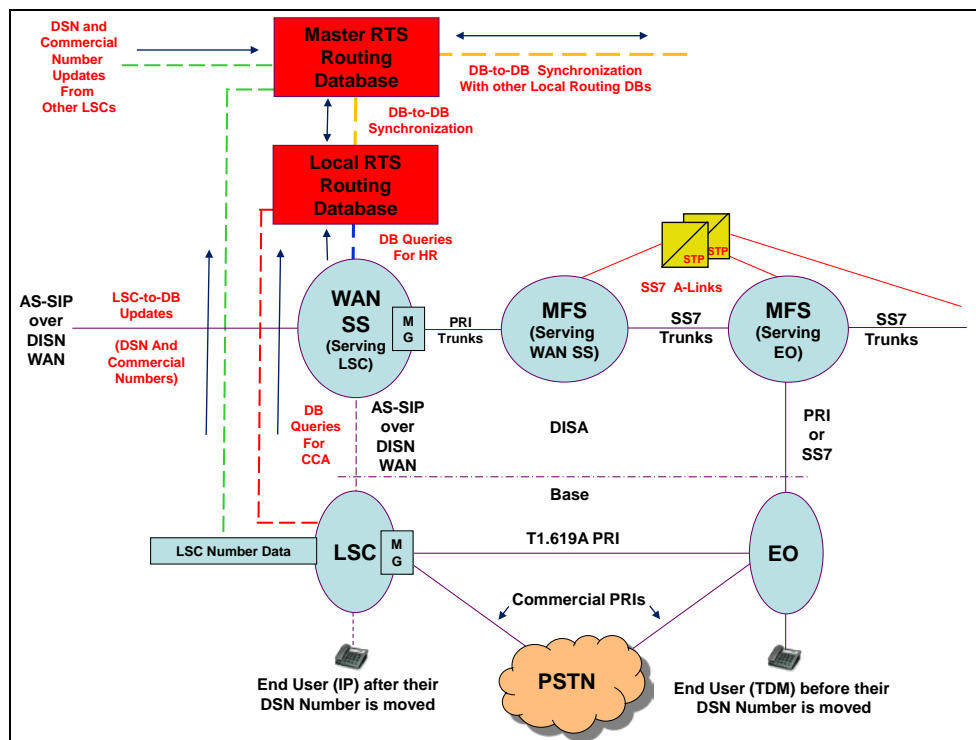 DSN and
Commercial
Number
Updates
From
Other LSCs
Master RTS
Routing
Database
DB-to-DB Synchronization
With other Local Routing DBs
DB-to-DB
Synchronization
Local RTS
Routing
Database
DB Queries
For HR
STP
STP
SS7 A-Links
AS-SIP
over
DISN
WAN
LSC-to-DB
Updates
(DSN And
Commercial
Numbers)
WAN
SS
(Serving
LSC)
M
G
PRI
Trunks
MFS
(Serving
WAN SS)
SS7
Trunks
MFS
(Serving
EO)
SS7
Trunks
DB
Queries
For
CCA
AS-SIP
over
DISN
WAN
DISA
PRI
or
SS7
Base
LSC Number Data
LSC
M
G
T1.619A PRI
EO
Commercial PRIs
PSTN
End User (IP) after their
DSN Number is moved
End User (TDM) before their
DSN Number is moved